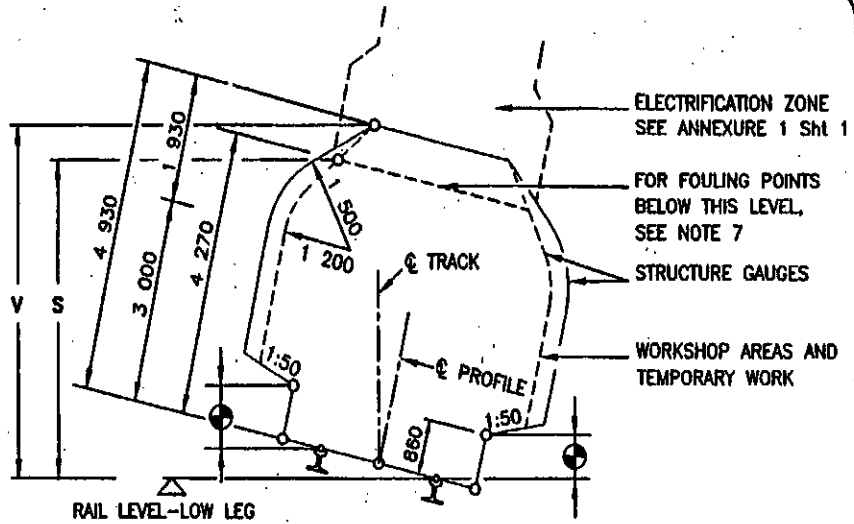 ELECTRIFICATION ZONE
SEE ANNEXURE 1 Sht 1
FOR FOULING POINTS
BELOW THIS LEVEL,
SEE NOTE 7
STRUCTURE GAUGES
WORKSHOP AREAS AND
TEMPORARY WORK
1 930
4 930
3 000
4 270
V
S
1 500
1 200
℄ TRACK
℄ PROFILE
1:50
1:50
860
RAIL LEVEL-LOW LEG